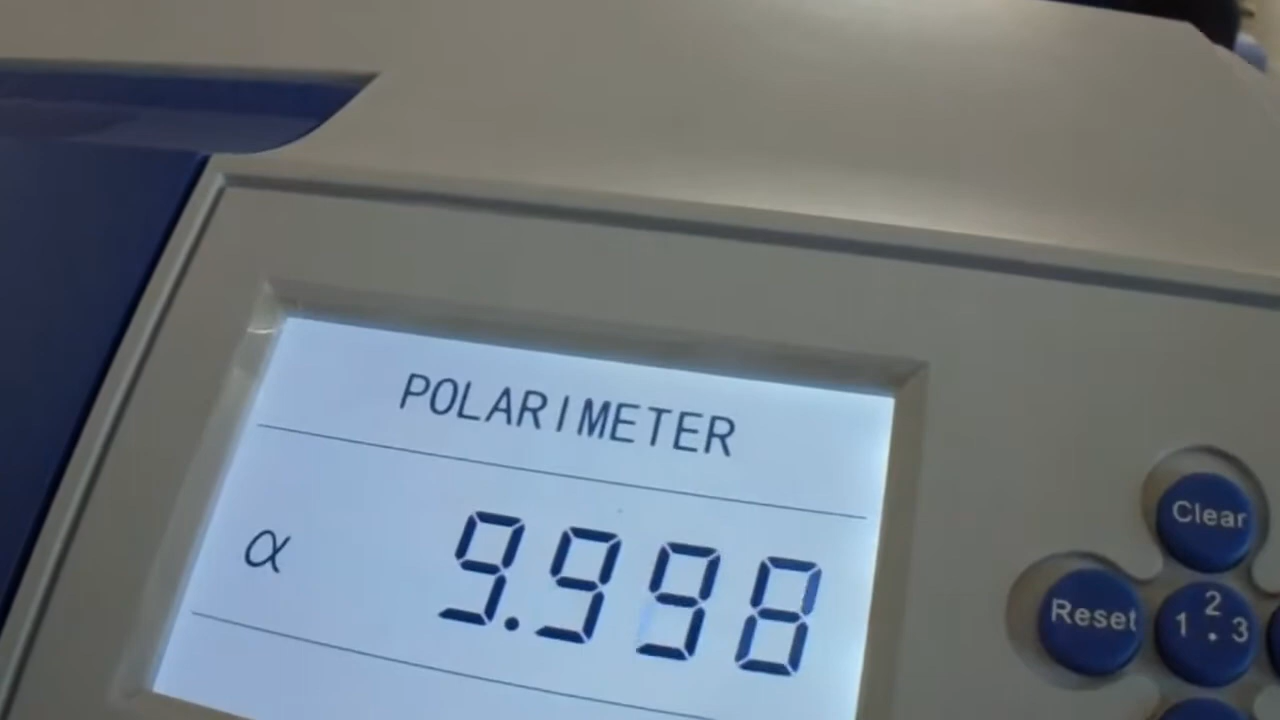 POLARIMETER
α 9.998
Clear
Reset
1 2 . 3